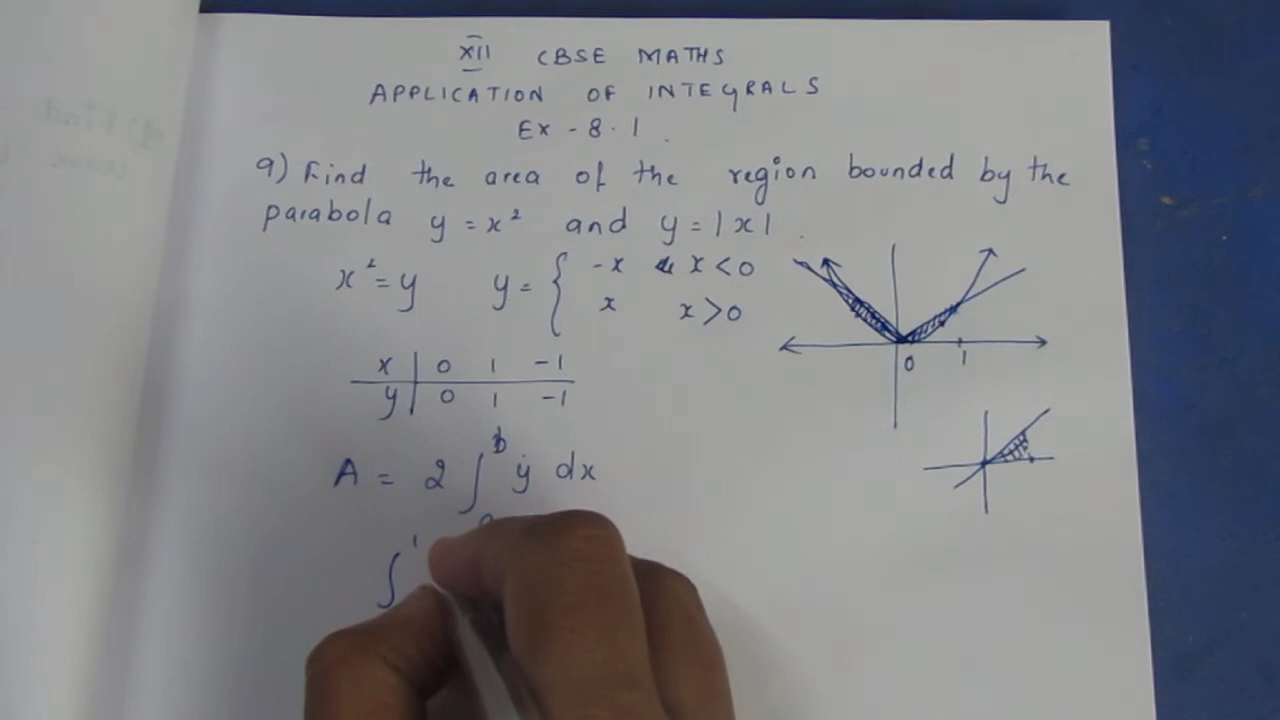 XII CBSE MATHS
APPLICATION OF INTEGRALS
EX - 8.1
9) Find the area of the region bounded by the
parabola y = x² and y = |x|.
x² = y y = { -x x < 0
x x > 0
x | 0 1 -1
y | 0 1 -1
A = 2 ∫ b y dx
∫ 1
0 1